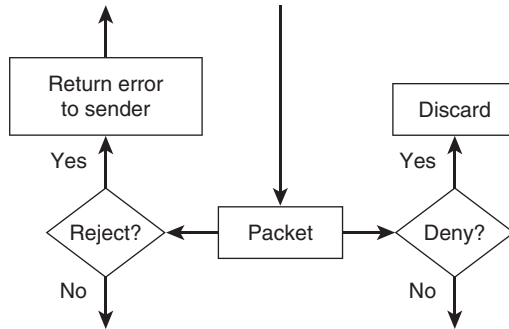 Return error
to sender
Discard
Yes
Yes
Reject?
Packet
Deny?
No
No